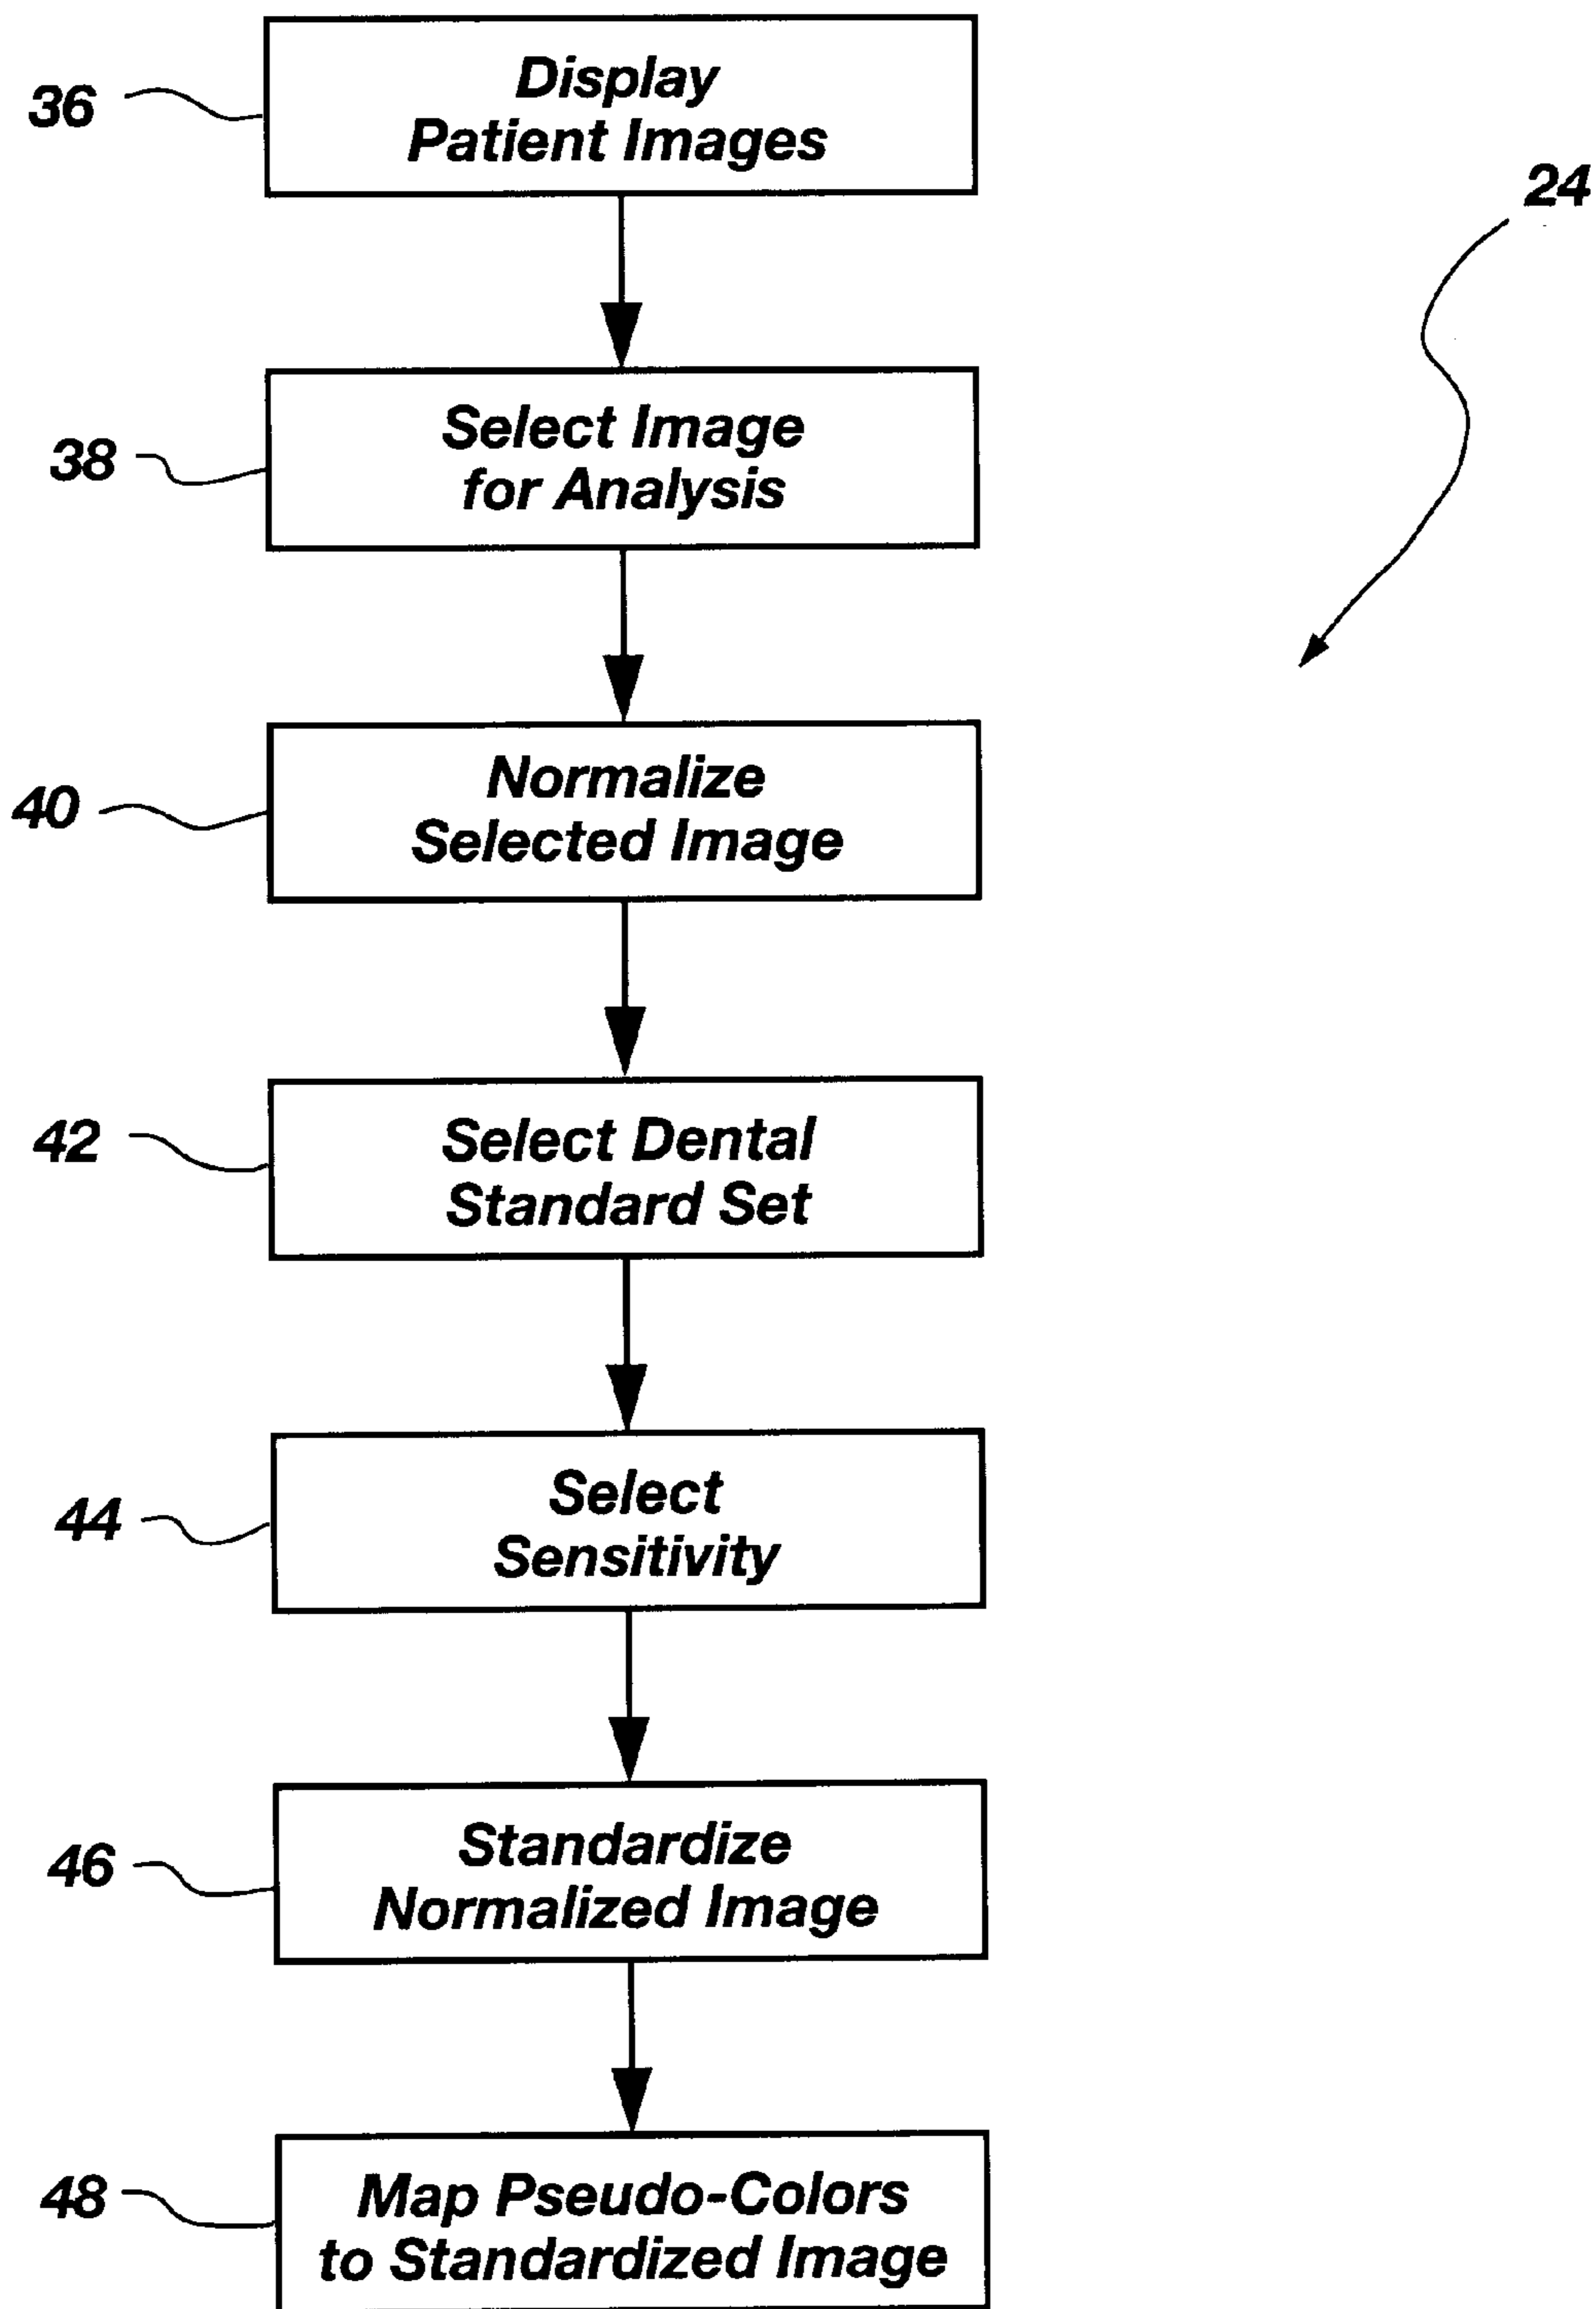 36
Display
Patient Images
24
38
Select Image
for Analysis
40
Normalize
Selected Image
42
Select Dental
Standard Set
44
Select
Sensitivity
46
Standardize
Normalized Image
48
Map Pseudo-Colors
to Standardized Image